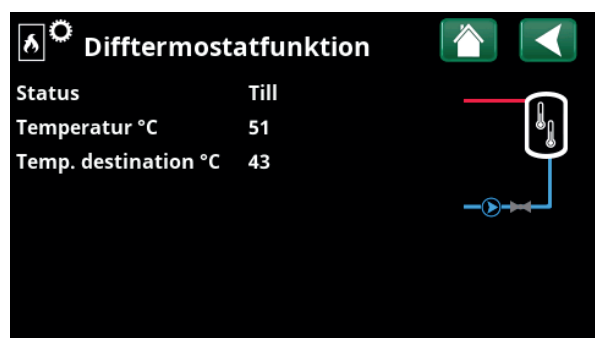 Difftermostatfunktion
Status Till
Temperatur °C 51
Temp. destination °C 43